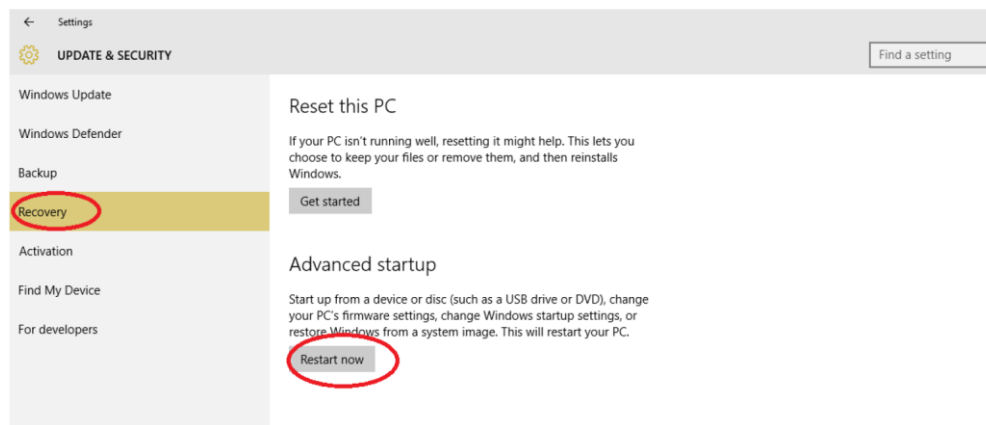 Settings
UPDATE & SECURITY
Find a setting
Windows Update
Windows Defender
Backup
Recovery
Activation
Find My Device
For developers
Reset this PC
If your PC isn't running well, resetting it might help. This lets you
choose to keep your files or remove them, and then reinstalls
Windows.
Get started
Advanced startup
Start up from a device or disc (such as a USB drive or DVD), change
your PC's firmware settings, change Windows startup settings, or
restore Windows from a system image. This will restart your PC.
Restart now